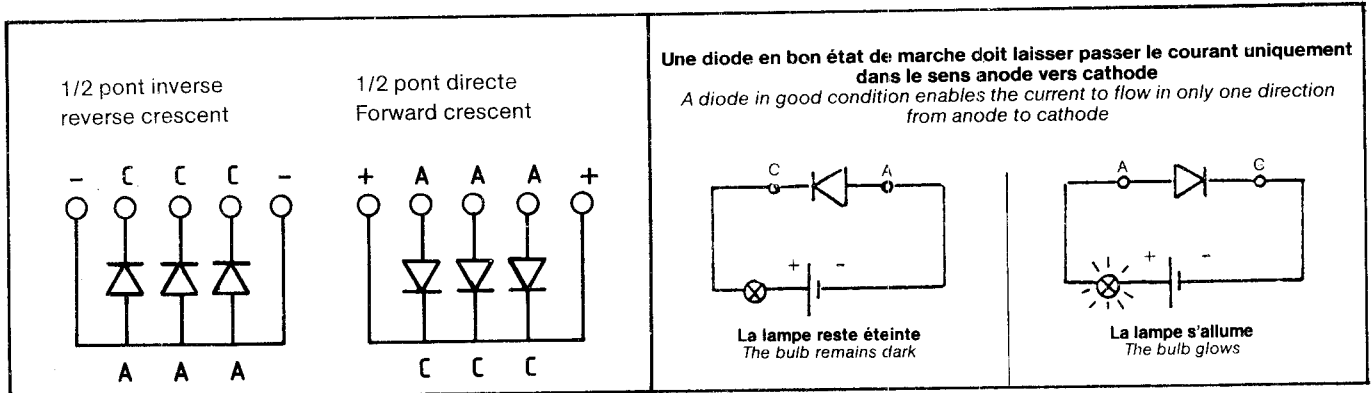 1/2 pont inverse
reverse crescent
- C C C -
A A A
1/2 pont directe
Forward crescent
+ A A A +
C C C
Une diode en bon état de marche doit laisser passer le courant uniquement
dans le sens anode vers cathode
A diode in good condition enables the current to flow in only one direction
from anode to cathode
C A
+ -
La lampe reste éteinte
The bulb remains dark
A C
+ -
La lampe s'allume
The bulb glows